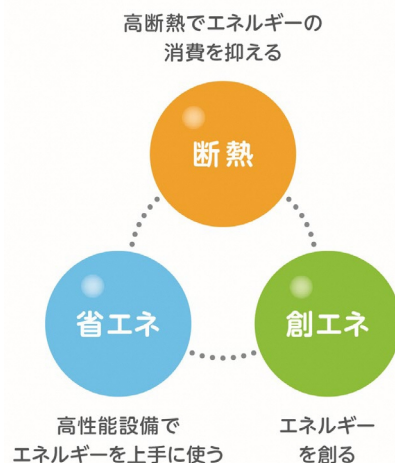 高断熱でエネルギーの
消費を抑える
断熱
省エネ
創エネ
高性能設備で
エネルギーを上手に使う
エネルギー
を創る